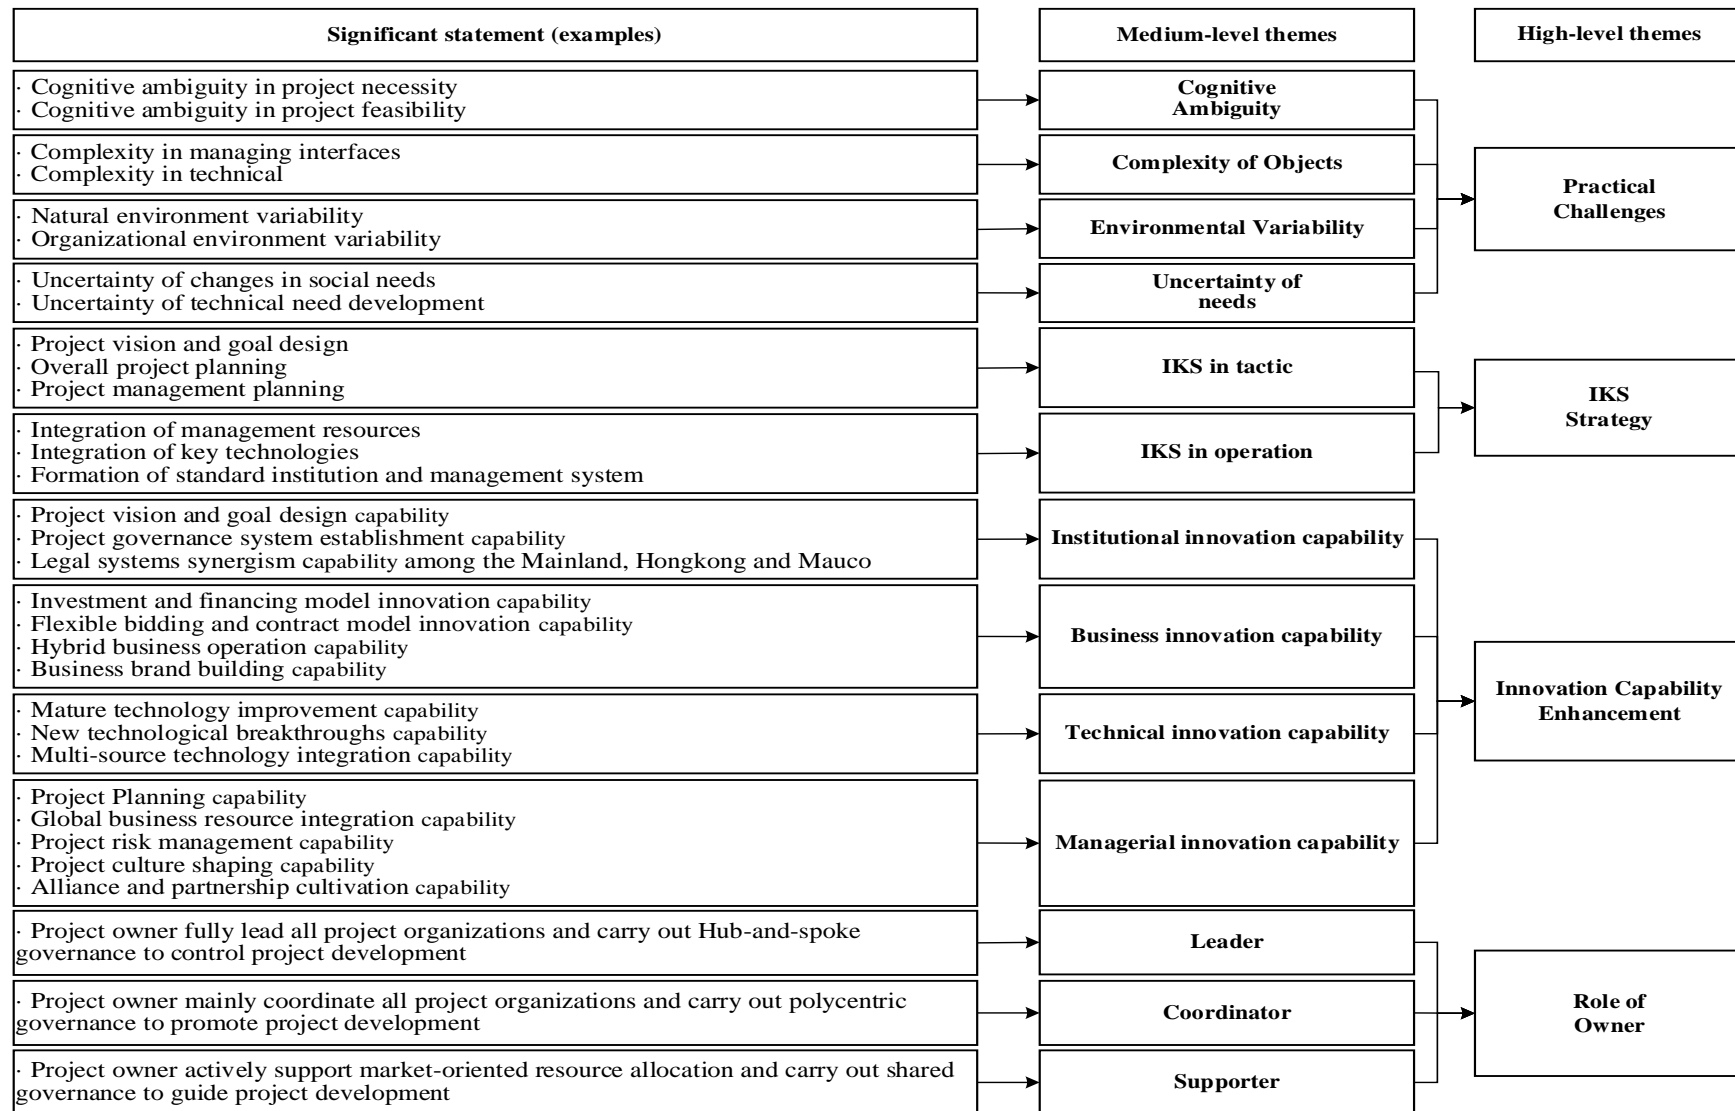 Significant statement (examples)
Medium-level themes
High-level themes
· Cognitive ambiguity in project necessity
· Cognitive ambiguity in project feasibility
Cognitive
Ambiguity
· Complexity in managing interfaces
· Complexity in technical
Complexity of Objects
· Natural environment variability
· Organizational environment variability
Environmental Variability
· Uncertainty of changes in social needs
· Uncertainty of technical need development
Uncertainty of
needs
Practical
Challenges
· Project vision and goal design
· Overall project planning
· Project management planning
IKS in tactic
· Integration of management resources
· Integration of key technologies
· Formation of standard institution and management system
IKS in operation
IKS
Strategy
· Project vision and goal design capability
· Project governance system establishment capability
· Legal systems synergism capability among the Mainland, Hongkong and Mauco
Institutional innovation capability
· Investment and financing model innovation capability
· Flexible bidding and contract model innovation capability
· Hybrid business operation capability
· Business brand building capability
Business innovation capability
· Mature technology improvement capability
· New technological breakthroughs capability
· Multi-source technology integration capability
Technical innovation capability
· Project Planning capability
· Global business resource integration capability
· Project risk management capability
· Project culture shaping capability
· Alliance and partnership cultivation capability
Managerial innovation capability
Innovation Capability
Enhancement
· Project owner fully lead all project organizations and carry out Hub-and-spoke
governance to control project development
Leader
· Project owner mainly coordinate all project organizations and carry out polycentric
governance to promote project development
Coordinator
· Project owner actively support market-oriented resource allocation and carry out shared
governance to guide project development
Supporter
Role of
Owner